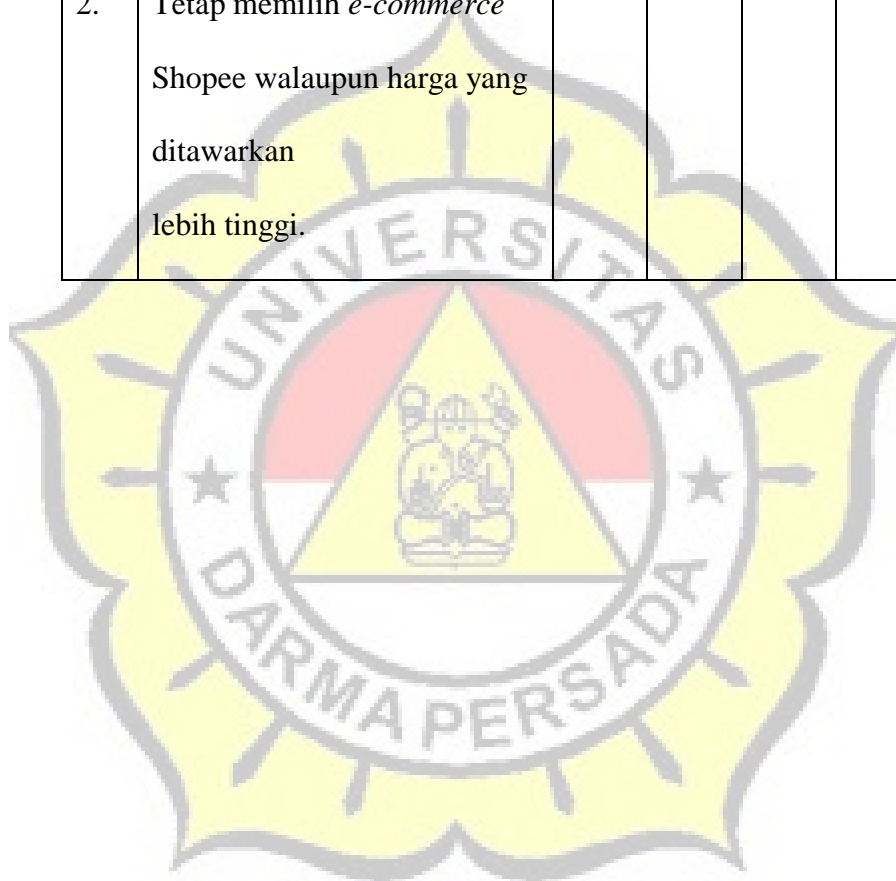 2. Tetap memilih e-commerce
Shopee walaupun harga yang
ditawarkan
lebih tinggi.
UNIVERSITAS
DARMA PERSADA